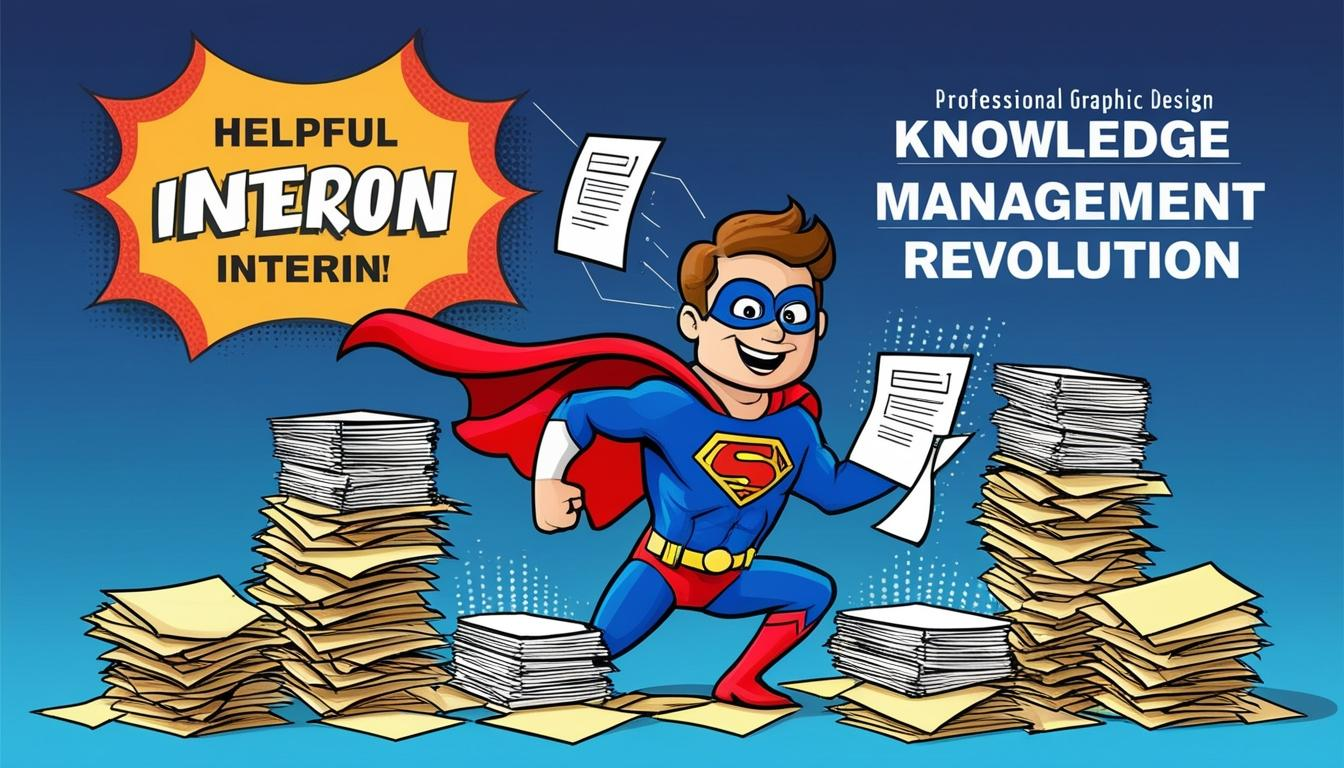 HELPFUL
INTERON
INTERIN!
Professional Graphic Design
KNOWLEDGE
MANAGEMENT
REVOLUTION
S